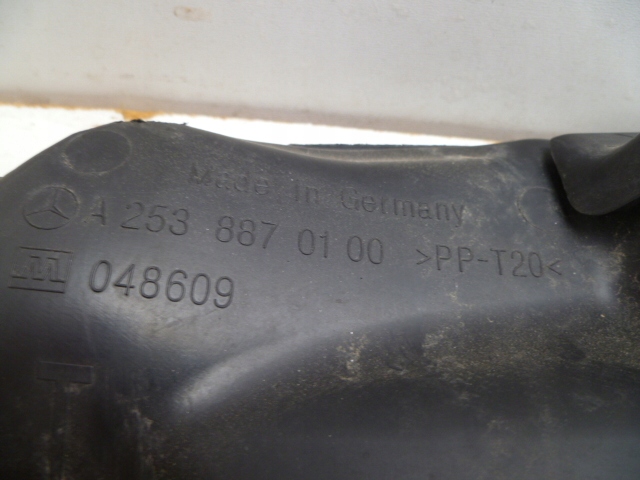 Made In Germany
A 253 887 01 00 >PP-T20<
048609